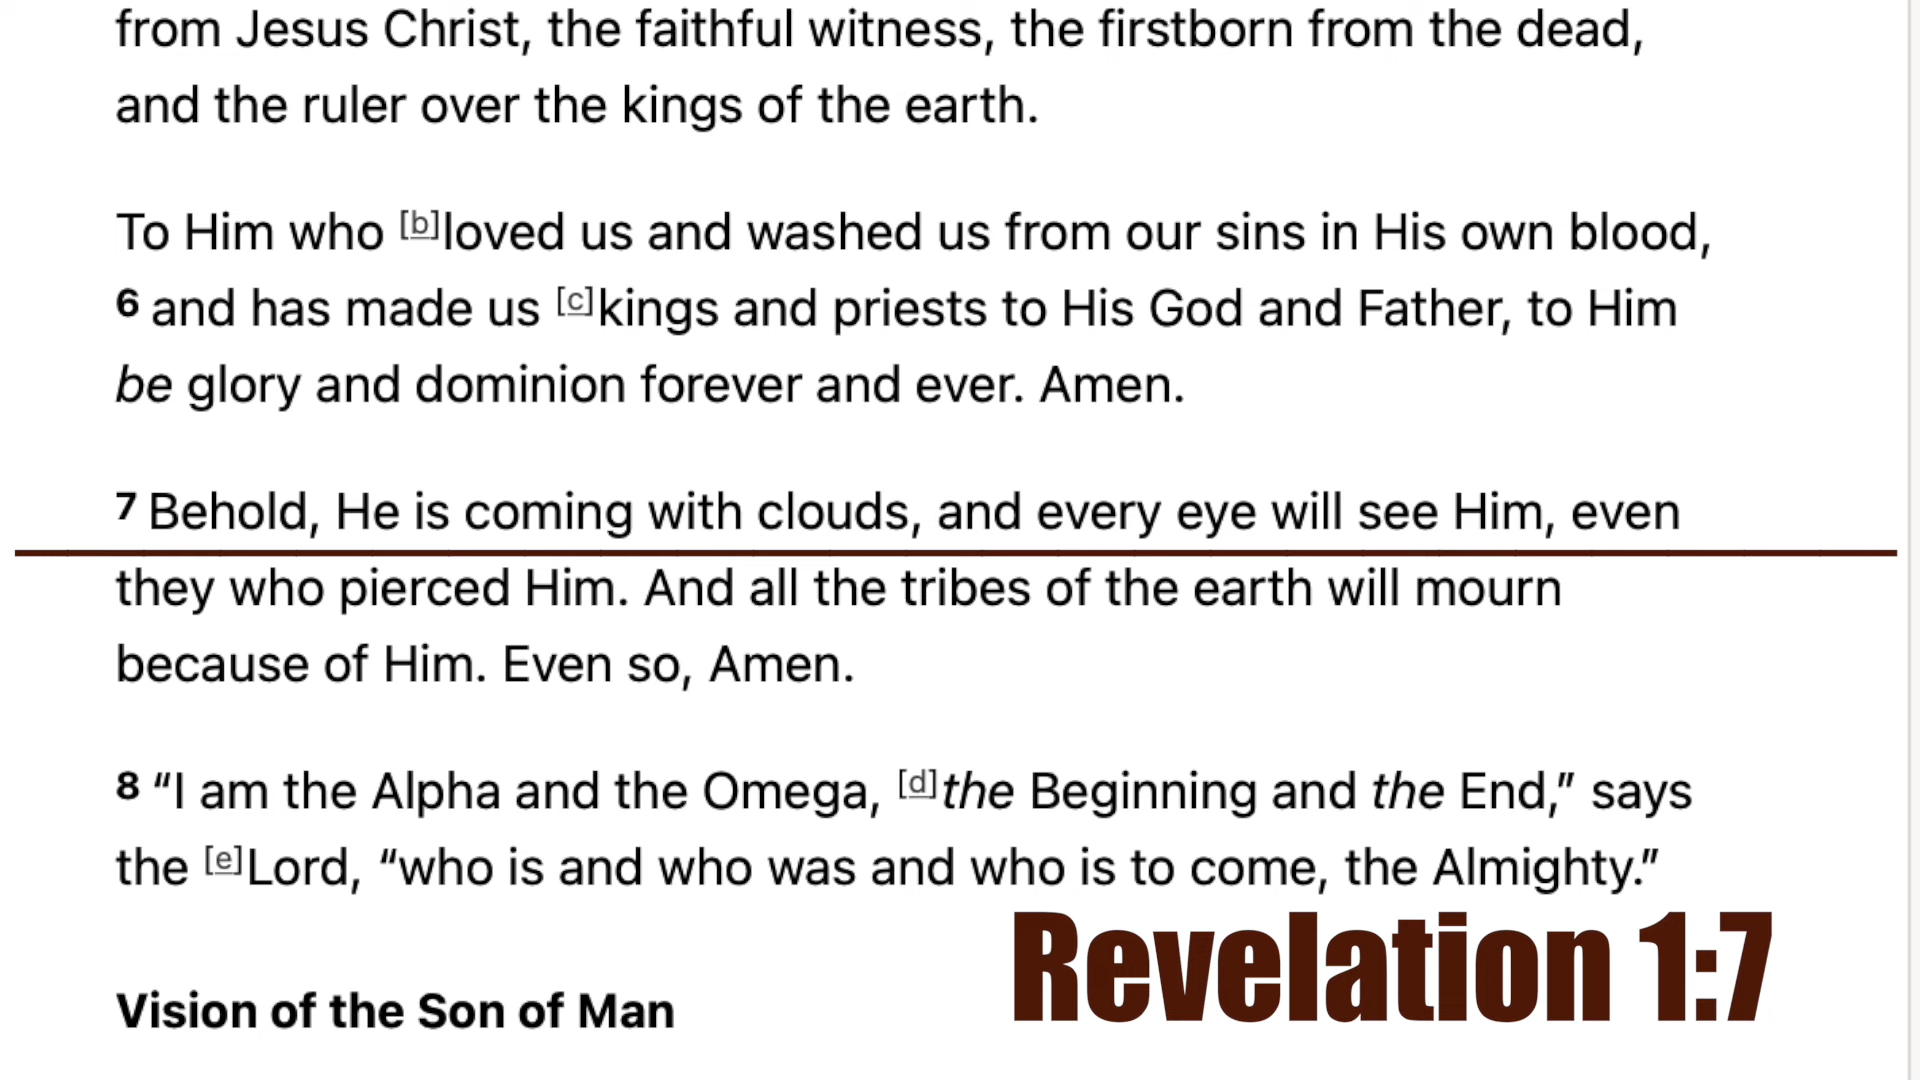 from Jesus Christ, the faithful witness, the firstborn from the dead,
and the ruler over the kings of the earth.
To Him who [b]loved us and washed us from our sins in His own blood,
6 and has made us [c]kings and priests to His God and Father, to Him
be glory and dominion forever and ever. Amen.
7 Behold, He is coming with clouds, and every eye will see Him, even
they who pierced Him. And all the tribes of the earth will mourn
because of Him. Even so, Amen.
8 “I am the Alpha and the Omega, [d]the Beginning and the End,” says
the [e]Lord, “who is and who was and who is to come, the Almighty.”
Revelation 1:7
Vision of the Son of Man